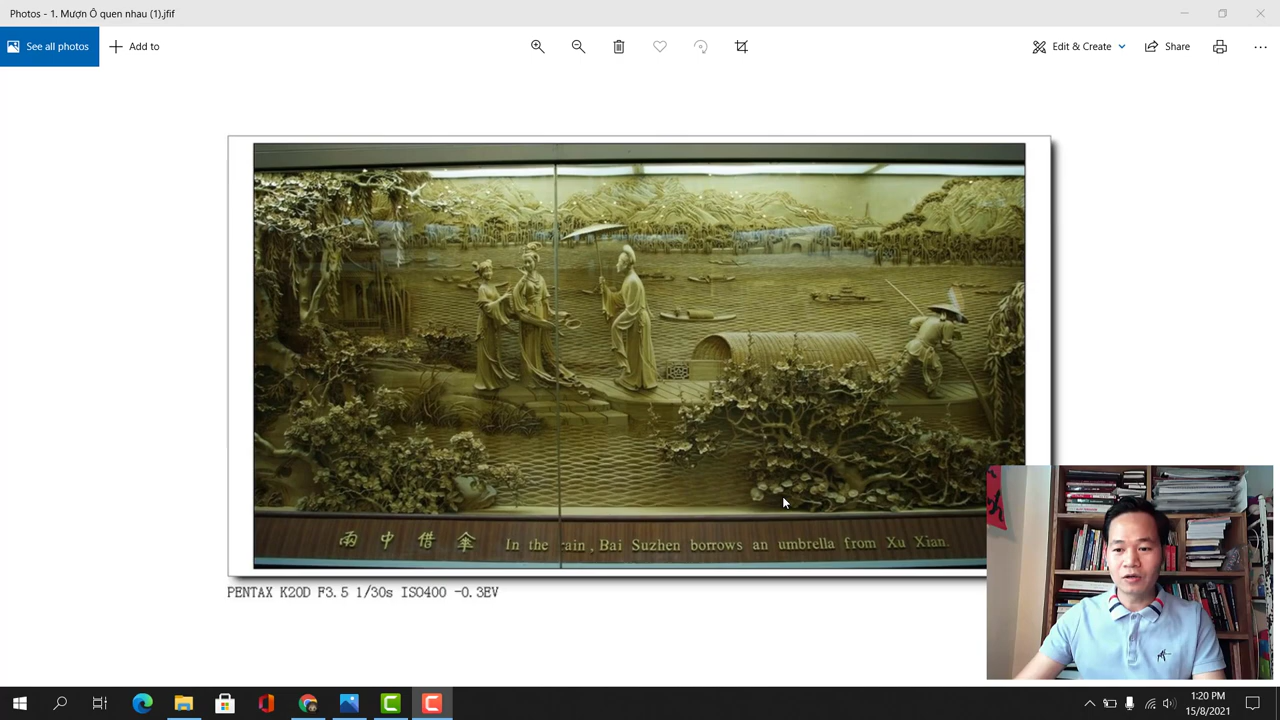 Photos - 1. Mượn Ô quen nhau (1).jfif
See all photos
Add to
Edit & Create
Share
雨中借傘 In the rain, Bai Suzhen borrows an umbrella from Xu Xian.
PENTAX K20D F3.5 1/30s ISO400 -0.3EV
1:20 PM
15/8/2021